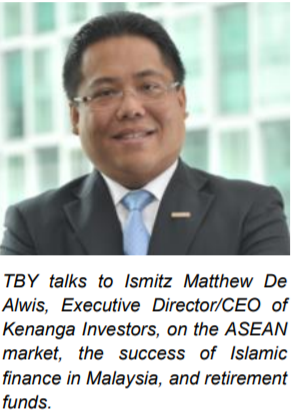 TBY talks to Ismitz Matthew De
Alwis, Executive Director/CEO of
Kenanga Investors, on the ASEAN
market, the success of Islamic
finance in Malaysia, and retirement
funds.